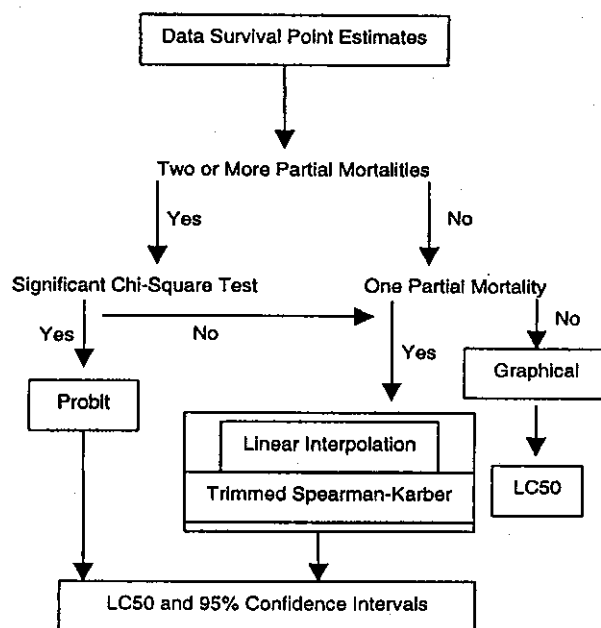 Data Survival Point Estimates
Two or More Partial Mortalities
Yes
No
Significant Chi-Square Test
One Partial Mortality
Yes
No
Yes
No
Probit
Graphical
Linear Interpolation
Trimmed Spearman-Karber
LC50
LC50 and 95% Confidence Intervals